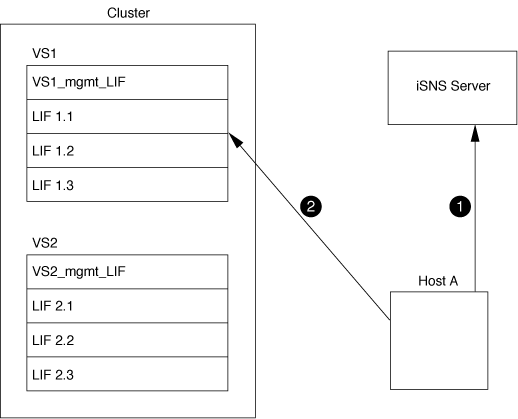 Cluster
VS1
VS1_mgmt_LIF
LIF 1.1
LIF 1.2
LIF 1.3
VS2
VS2_mgmt_LIF
LIF 2.1
LIF 2.2
LIF 2.3
iSNS Server
2
1
Host A